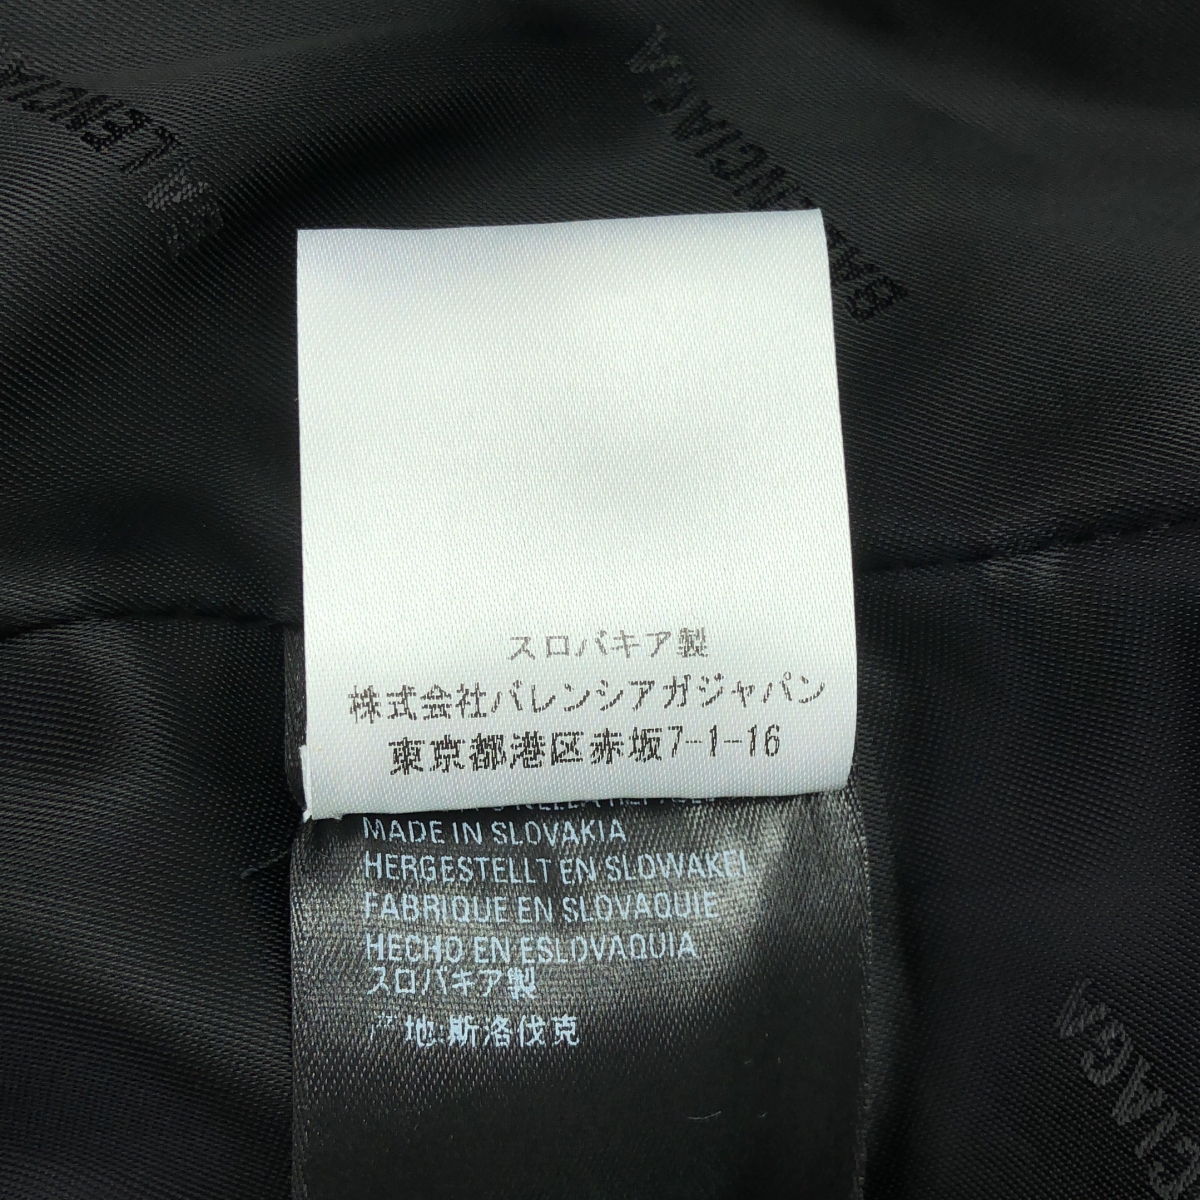 BALENCIAGA
スロバキア製
株式会社バレンシアガジャパン
東京都港区赤坂7-1-16
MADE IN SLOVAKIA
HERGESTELLT EN SLOWAKEI
FABRIQUE EN SLOVAQUIE
HECHO EN ESLOVAQUIA
スロバキア製
产地:斯洛伐克